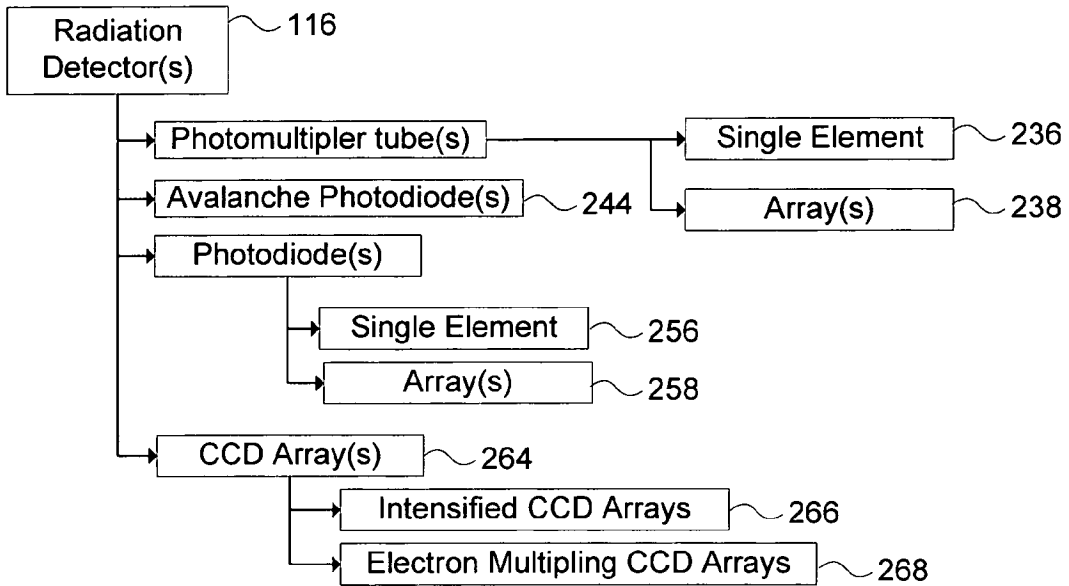 Radiation
Detector(s)
116
Photomultipler tube(s)
Single Element
236
Avalanche Photodiode(s)
244
Array(s)
238
Photodiode(s)
Single Element
256
Array(s)
258
CCD Array(s)
264
Intensified CCD Arrays
266
Electron Multipling CCD Arrays
268